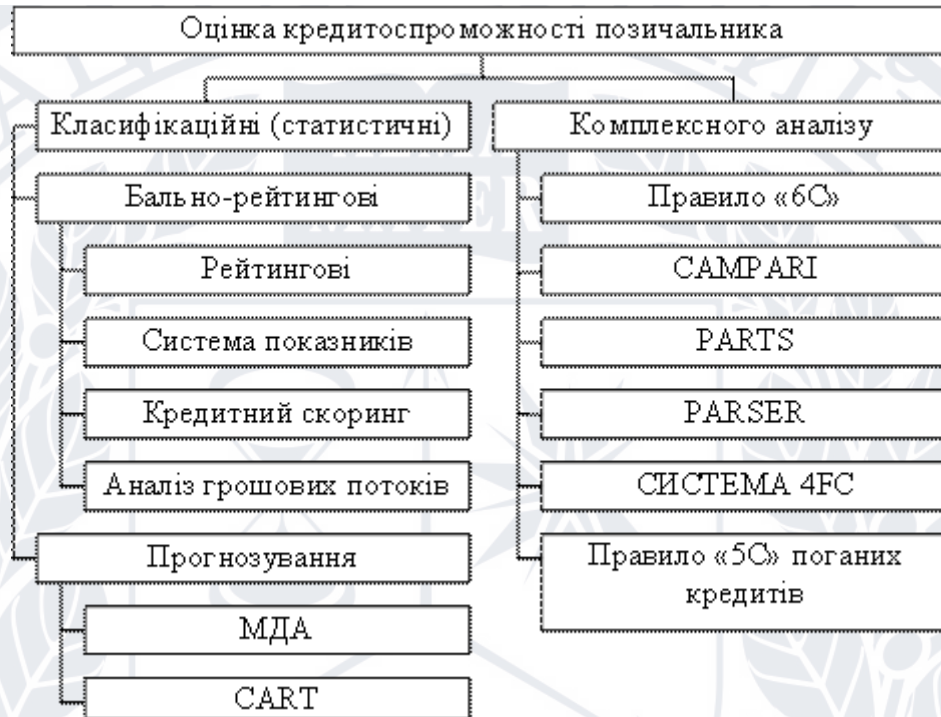 Оцінка кредитоспроможності позичальника
Класифікаційні (статистичні)
Бально-рейтингові
Рейтингові
Система показників
Кредитний скоринг
Аналіз грошових потоків
Прогнозування
МДА
CART
Комплексного аналізу
Правило «6С»
CAMPARI
PARTS
PARSER
СИСТЕМА 4FC
Правило «5С» поганих
кредитів